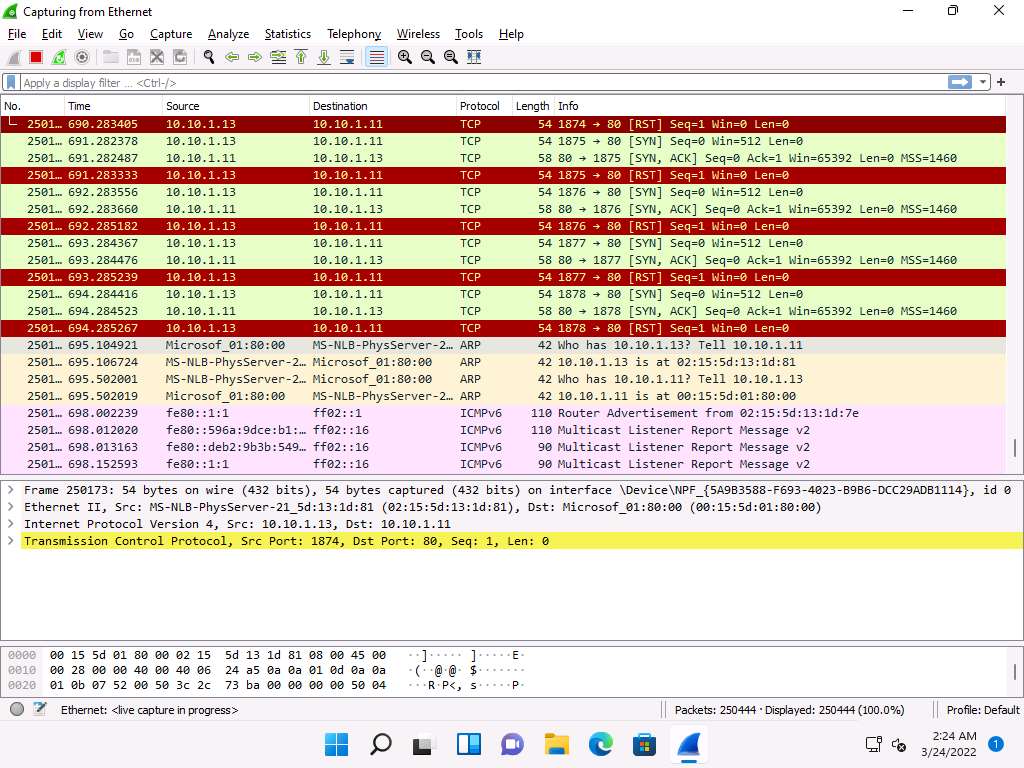 Capturing from Ethernet
File Edit View Go Capture Analyze Statistics Telephony Wireless Tools Help
Apply a display filter ... <Ctrl-/>
No. Time Source Destination Protocol Length Info
2501… 690.283405 10.10.1.13 10.10.1.11 TCP 54 1874 → 80 [RST] Seq=1 Win=0 Len=0
2501… 691.282378 10.10.1.13 10.10.1.11 TCP 54 1875 → 80 [SYN] Seq=0 Win=512 Len=0
2501… 691.282487 10.10.1.11 10.10.1.13 TCP 58 80 → 1875 [SYN, ACK] Seq=0 Ack=1 Win=65392 Len=0 MSS=1460
2501… 691.283333 10.10.1.13 10.10.1.11 TCP 54 1875 → 80 [RST] Seq=1 Win=0 Len=0
2501… 692.283556 10.10.1.13 10.10.1.11 TCP 54 1876 → 80 [SYN] Seq=0 Win=512 Len=0
2501… 692.283660 10.10.1.11 10.10.1.13 TCP 58 80 → 1876 [SYN, ACK] Seq=0 Ack=1 Win=65392 Len=0 MSS=1460
2501… 692.285182 10.10.1.13 10.10.1.11 TCP 54 1876 → 80 [RST] Seq=1 Win=0 Len=0
2501… 693.284367 10.10.1.13 10.10.1.11 TCP 54 1877 → 80 [SYN] Seq=0 Win=512 Len=0
2501… 693.284476 10.10.1.11 10.10.1.13 TCP 58 80 → 1877 [SYN, ACK] Seq=0 Ack=1 Win=65392 Len=0 MSS=1460
2501… 693.285239 10.10.1.13 10.10.1.11 TCP 54 1877 → 80 [RST] Seq=1 Win=0 Len=0
2501… 694.284416 10.10.1.13 10.10.1.11 TCP 54 1878 → 80 [SYN] Seq=0 Win=512 Len=0
2501… 694.284523 10.10.1.11 10.10.1.13 TCP 58 80 → 1878 [SYN, ACK] Seq=0 Ack=1 Win=65392 Len=0 MSS=1460
2501… 694.285267 10.10.1.13 10.10.1.11 TCP 54 1878 → 80 [RST] Seq=1 Win=0 Len=0
2501… 695.104921 Microsof_01:80:00 MS-NLB-PhysServer-2… ARP 42 Who has 10.10.1.13? Tell 10.10.1.11
2501… 695.106724 MS-NLB-PhysServer-2… Microsof_01:80:00 ARP 42 10.10.1.13 is at 02:15:5d:13:1d:81
2501… 695.502001 MS-NLB-PhysServer-2… Microsof_01:80:00 ARP 42 Who has 10.10.1.11? Tell 10.10.1.13
2501… 695.502019 Microsof_01:80:00 MS-NLB-PhysServer-2… ARP 42 10.10.1.11 is at 00:15:5d:01:80:00
2501… 698.002239 fe80::1:1 ff02::1 ICMPv6 110 Router Advertisement from 02:15:5d:13:1d:7e
2501… 698.012020 fe80::596a:9dce:b1:… ff02::16 ICMPv6 110 Multicast Listener Report Message v2
2501… 698.013163 fe80::deb2:9b3b:549… ff02::16 ICMPv6 90 Multicast Listener Report Message v2
2501… 698.152593 fe80::1:1 ff02::16 ICMPv6 90 Multicast Listener Report Message v2
Frame 250173: 54 bytes on wire (432 bits), 54 bytes captured (432 bits) on interface \Device\NPF_{5A9B3588-F693-4023-B9B6-DCC29ADB1114}, id 0
Ethernet II, Src: MS-NLB-PhysServer-21_5d:13:1d:81 (02:15:5d:13:1d:81), Dst: Microsof_01:80:00 (00:15:5d:01:80:00)
Internet Protocol Version 4, Src: 10.10.1.13, Dst: 10.10.1.11
Transmission Control Protocol, Src Port: 1874, Dst Port: 80, Seq: 1, Len: 0
0000 00 15 5d 01 80 00 02 15 5d 13 1d 81 08 00 45 00 ··]····· ]·····E·
0010 00 28 00 00 40 00 40 06 24 a5 0a 0a 01 0d 0a 0a ·(··@·@· $·······
0020 01 0b 07 52 00 50 3c 2c 73 ba 00 00 00 00 50 04 ···R·P<, s·····P·
Ethernet: <live capture in progress> Packets: 250444 · Displayed: 250444 (100.0%) Profile: Default
2:24 AM
3/24/2022
1